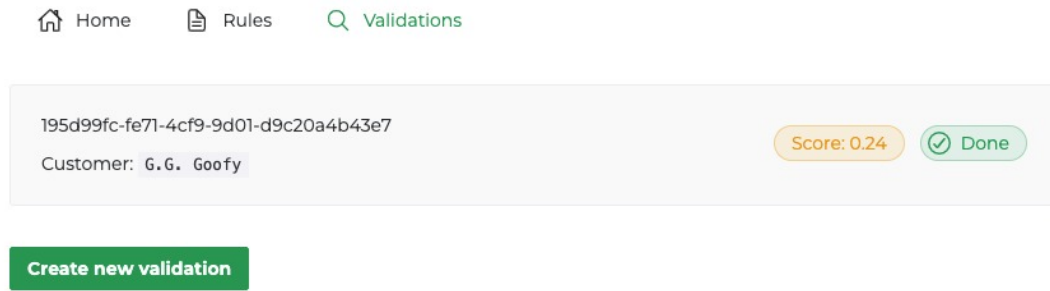 Home Rules Validations
195d99fc-fe71-4cf9-9d01-d9c20a4b43e7
Customer: G.G. Goofy
Score: 0.24 Done
Create new validation